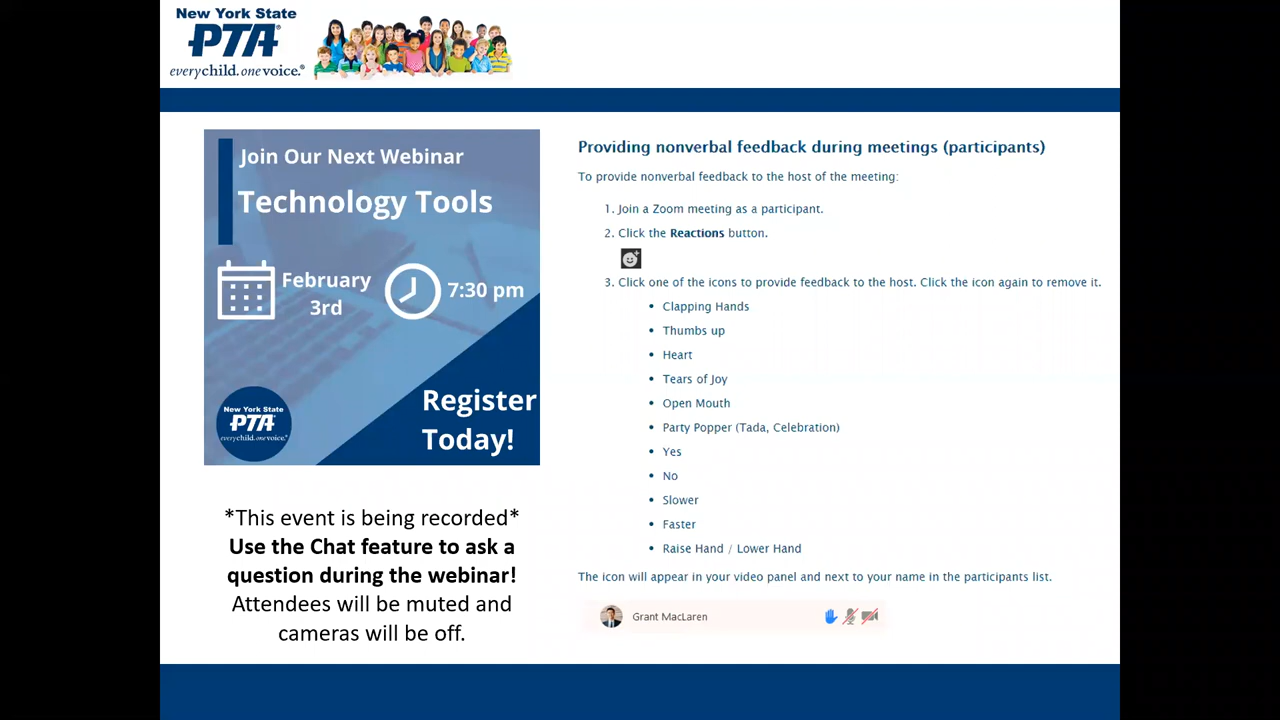 New York State
PTA®
everychild.onevoice.®
Join Our Next Webinar
Technology Tools
February
3rd
7:30 pm
Register
Today!
New York State
PTA
everychild.onevoice.®
*This event is being recorded*
Use the Chat feature to ask a
question during the webinar!
Attendees will be muted and
cameras will be off.
Providing nonverbal feedback during meetings (participants)
To provide nonverbal feedback to the host of the meeting:
1. Join a Zoom meeting as a participant.
2. Click the Reactions button.
3. Click one of the icons to provide feedback to the host. Click the icon again to remove it.
• Clapping Hands
• Thumbs up
• Heart
• Tears of Joy
• Open Mouth
• Party Popper (Tada, Celebration)
• Yes
• No
• Slower
• Faster
• Raise Hand / Lower Hand
The icon will appear in your video panel and next to your name in the participants list.
Grant MacLaren